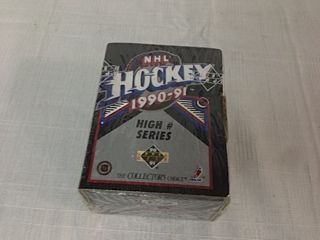 NHL
HOCKEY
1990-91
HIGH #
SERIES
THE COLLECTOR'S CHOICE